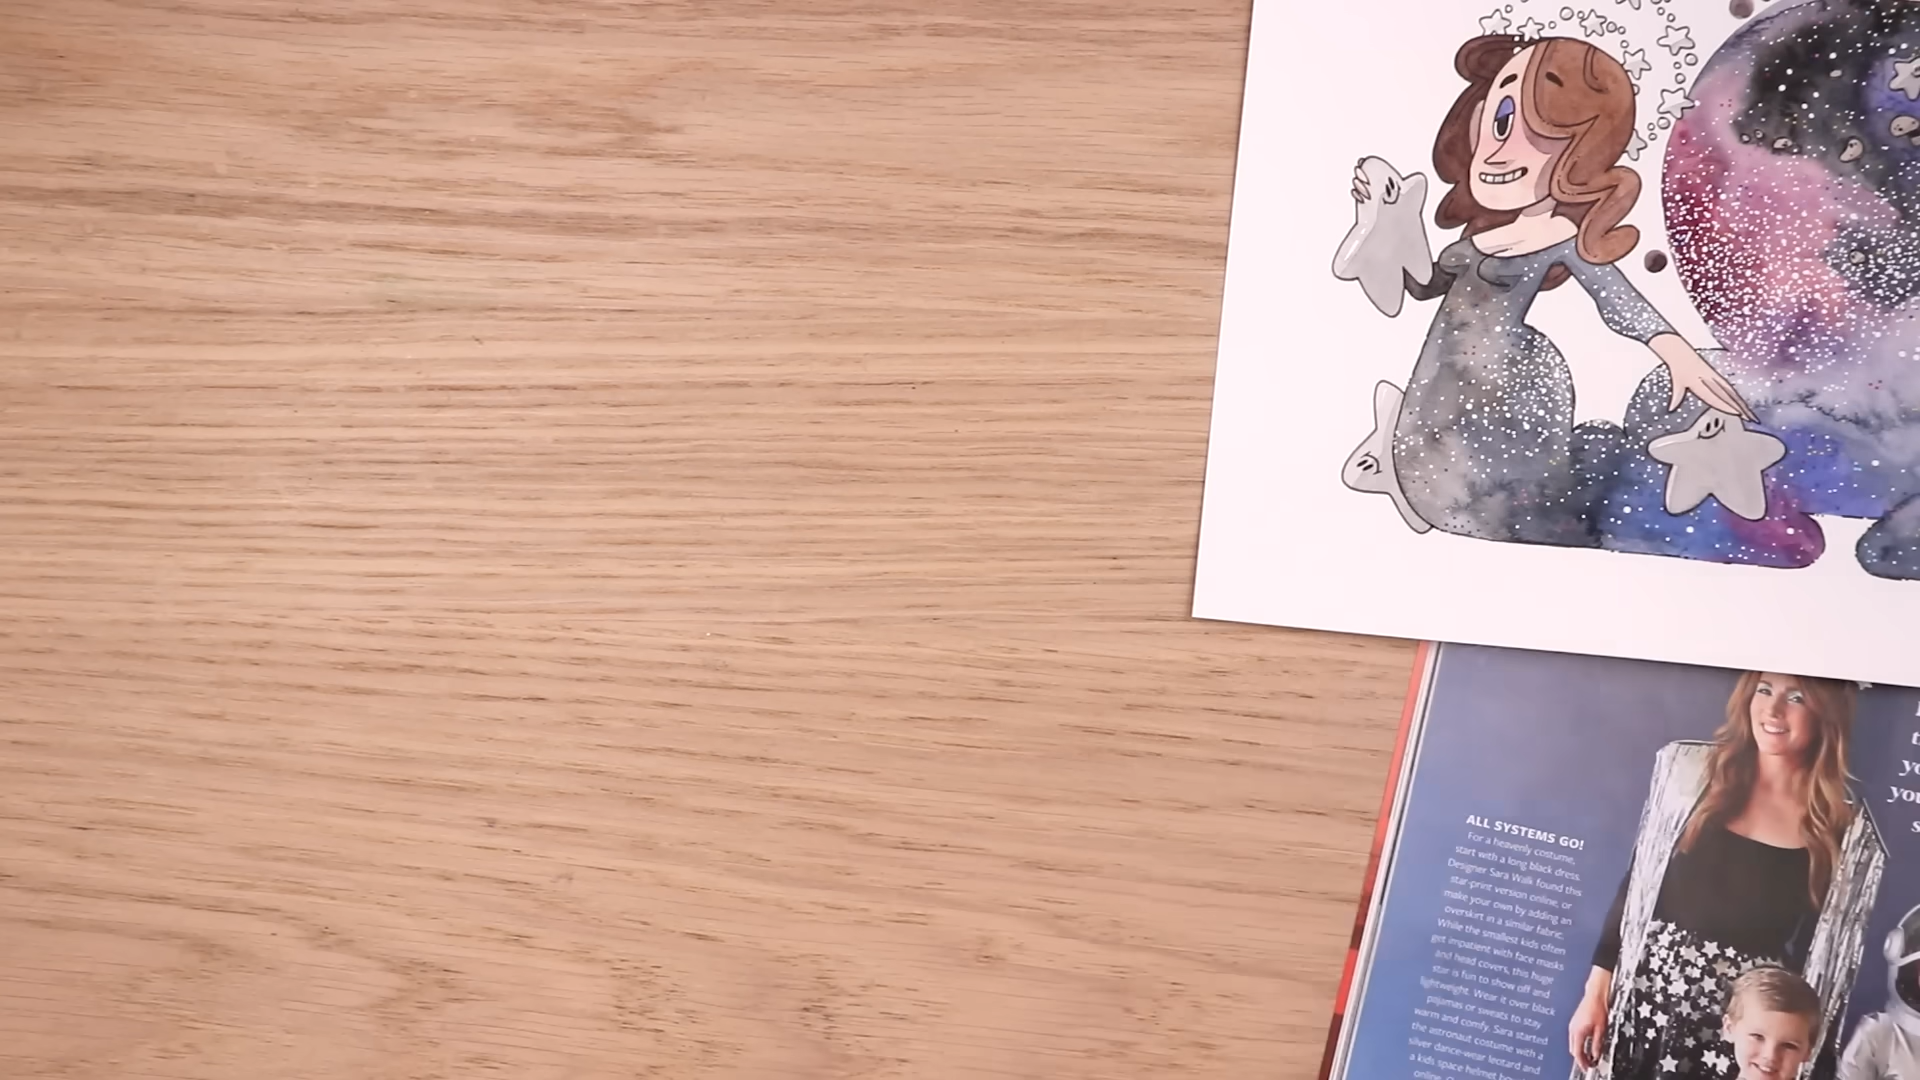 ALL SYSTEMS GO!
For a heavenly costume,
start with a long black dress.
Designer Sara Walk found this
star-print version online, or
make your own by adding an
overskirt in a similar fabric.
While the smallest kids often
get impatient with face masks
and head covers, this huge
star is fun to show off and
lightweight. Wear it over black
pajamas or sweats to stay
warm and comfy. Sara started
the astronaut costume with a
silver dance-wear leotard and
a kids space helmet
online.
yo
you